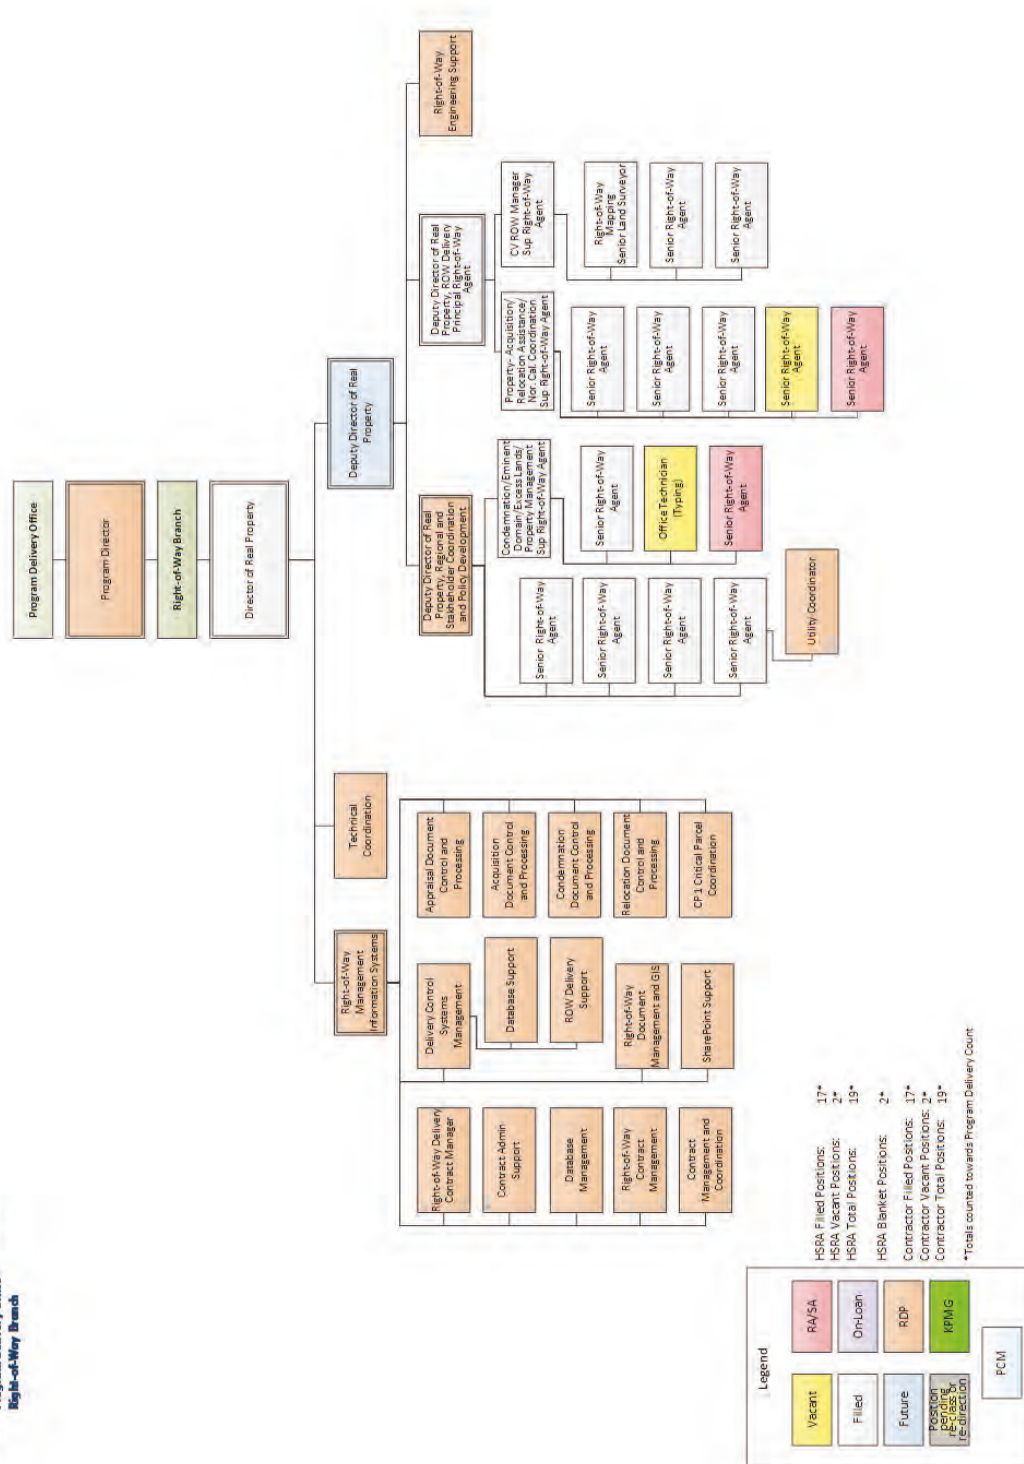 Right-of-Way Branch
Program Delivery Office
Program Director
Right-of-Way Branch
Director of Real Property
Right-of-Way
Management
Information Systems
Technical
Coordination
Deputy Director of Real
Property
Right-of-Way Delivery
Contract Manager
Contract Admin
Support
Database
Management
Right-of-Way
Contract
Management
Contract
Management and
Coordination
Delivery Control
Systems
Management
Database Support
ROW Delivery
Support
Right-of-Way
Document
Management and GIS
SharePoint Support
Appraisal Document
Control and
Processing
Acquisition
Document Control
and Processing
Condemnation
Document Control
and Processing
Relocation Document
Control and
Processing
CP 1 Critical Parcel
Coordination
Deputy Director of Real
Property, Regional and
Stakheholder Coordination
and Policy Development
Senior Right-of-Way
Agent
Senior Right-of-Way
Agent
Senior Right-of-Way
Agent
Senior Right-of-Way
Agent
Utility Coordinator
Condemnation/Eminent
Domain/Excess Lands/
Property Management
Sup Right-of-Way Agent
Senior Right-of-Way
Agent
Office Technician
(Typing)
Senior Right-of-Way
Agent
Deputy Director of Real
Property, ROW Delivery
Principal Right-of-Way
Agent
Property- Acquisition/
Relocation Assistance/
Nor. Cal. Coordination
Sup Right-of-Way Agent
Senior Right-of-Way
Agent
Senior Right-of-Way
Agent
Senior Right-of-Way
Agent
Senior Right-of-Way
Agent
Senior Right-of-Way
Agent
CV ROW Manager
Sup Right-of-Way
Agent
Right-of-Way
Mapping
Senior Land Surveyor
Senior Right-of-Way
Agent
Senior Right-of-Way
Agent
Right-of-Way
Engineering Support
Legend
Vacant
RA/SA
Filled
On-Loan
Future
RDP
Position
pending
re-class or
re-direction
KPMG
PCM
HSRA Filled Positions: 17*
HSRA Vacant Positions: 2*
HSRA Total Positions: 19*
HSRA Blanket Positions: 2*
Contractor Filled Positions: 17*
Contractor Vacant Positions: 2*
Contractor Total Positions: 19*
*Totals counted towards Program Delivery Count